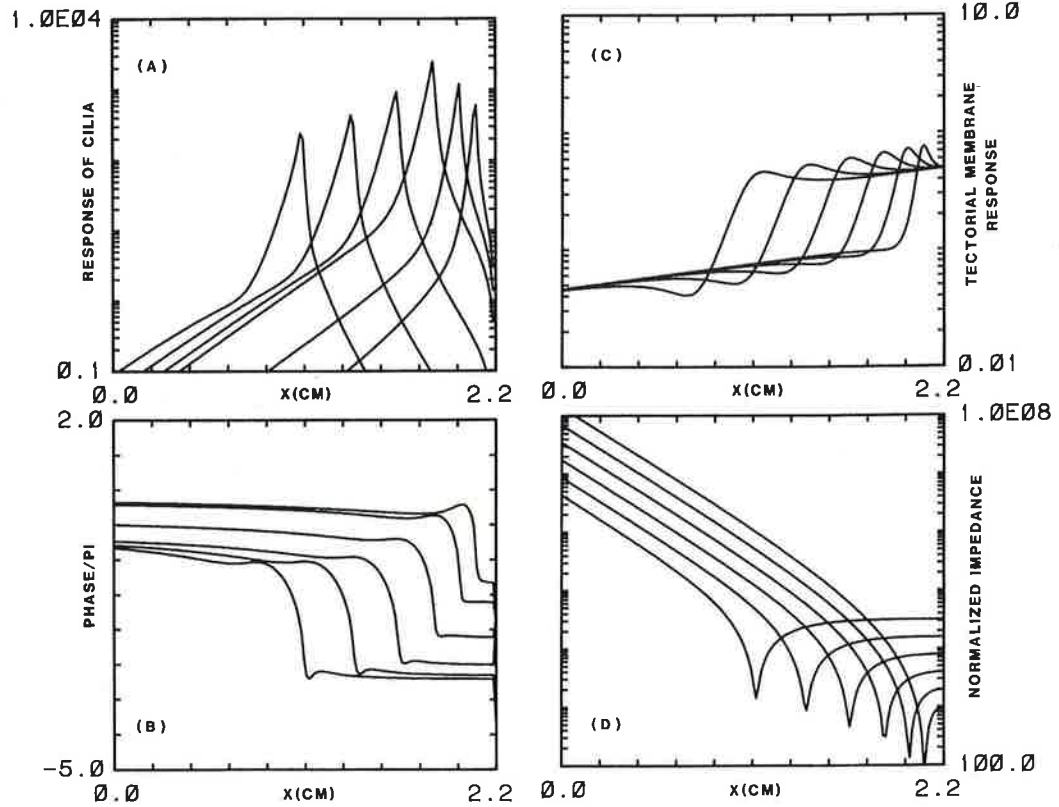 1.0E04
(A)
RESPONSE OF CILIA
0.1
0.0
X(CM)
2.2
10.0
(C)
TECTORIAL MEMBRANE
RESPONSE
0.01
0.0
X(CM)
2.2
2.0
PHASE/PI
(B)
-5.0
0.0
X(CM)
2.2
1.0E08
NORMALIZED IMPEDANCE
(D)
100.0
0.0
X(CM)
2.2